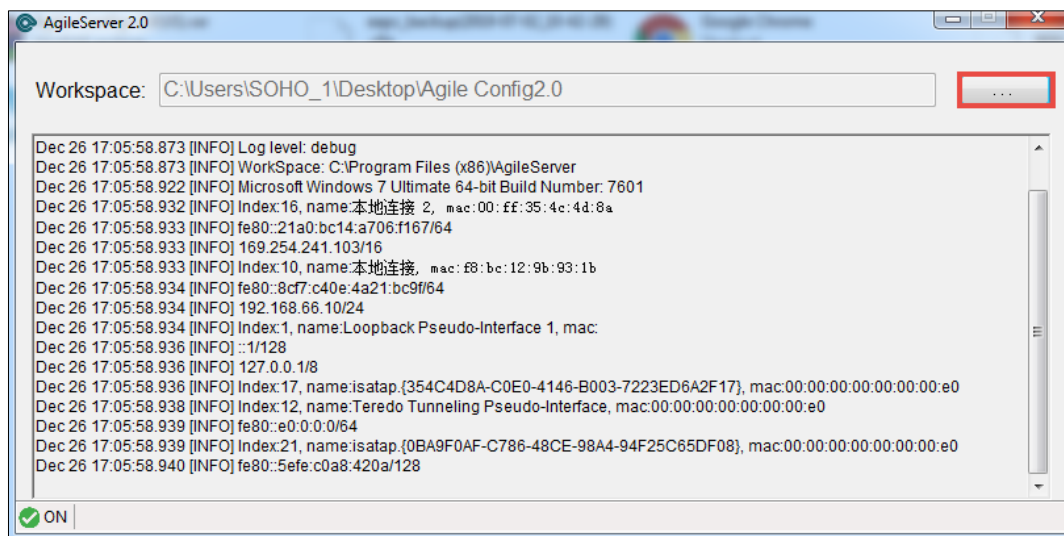 AgileServer 2.0
Workspace: C:\Users\SOHO_1\Desktop\Agile Config2.0 ...
Dec 26 17:05:58.873 [INFO] Log level: debug
Dec 26 17:05:58.873 [INFO] WorkSpace: C:\Program Files (x86)\AgileServer
Dec 26 17:05:58.922 [INFO] Microsoft Windows 7 Ultimate 64-bit Build Number: 7601
Dec 26 17:05:58.932 [INFO] Index:16, name:本地连接 2, mac:00:ff:35:4c:4d:8a
Dec 26 17:05:58.933 [INFO] fe80::21a0:bc14:a706:f167/64
Dec 26 17:05:58.933 [INFO] 169.254.241.103/16
Dec 26 17:05:58.933 [INFO] Index:10, name:本地连接, mac:f8:bc:12:9b:93:1b
Dec 26 17:05:58.934 [INFO] fe80::8cf7:c40e:4a21:bc9f/64
Dec 26 17:05:58.934 [INFO] 192.168.66.10/24
Dec 26 17:05:58.934 [INFO] Index:1, name:Loopback Pseudo-Interface 1, mac:
Dec 26 17:05:58.936 [INFO] ::1/128
Dec 26 17:05:58.936 [INFO] 127.0.0.1/8
Dec 26 17:05:58.936 [INFO] Index:17, name:isatap.{354C4D8A-C0E0-4146-B003-7223ED6A2F17}, mac:00:00:00:00:00:00:00:e0
Dec 26 17:05:58.938 [INFO] Index:12, name:Teredo Tunneling Pseudo-Interface, mac:00:00:00:00:00:00:00:e0
Dec 26 17:05:58.939 [INFO] fe80::e0:0:0:0/64
Dec 26 17:05:58.939 [INFO] Index:21, name:isatap.{0BA9F0AF-C786-48CE-98A4-94F25C65DF08}, mac:00:00:00:00:00:00:00:e0
Dec 26 17:05:58.940 [INFO] fe80::5efe:c0a8:420a/128
ON